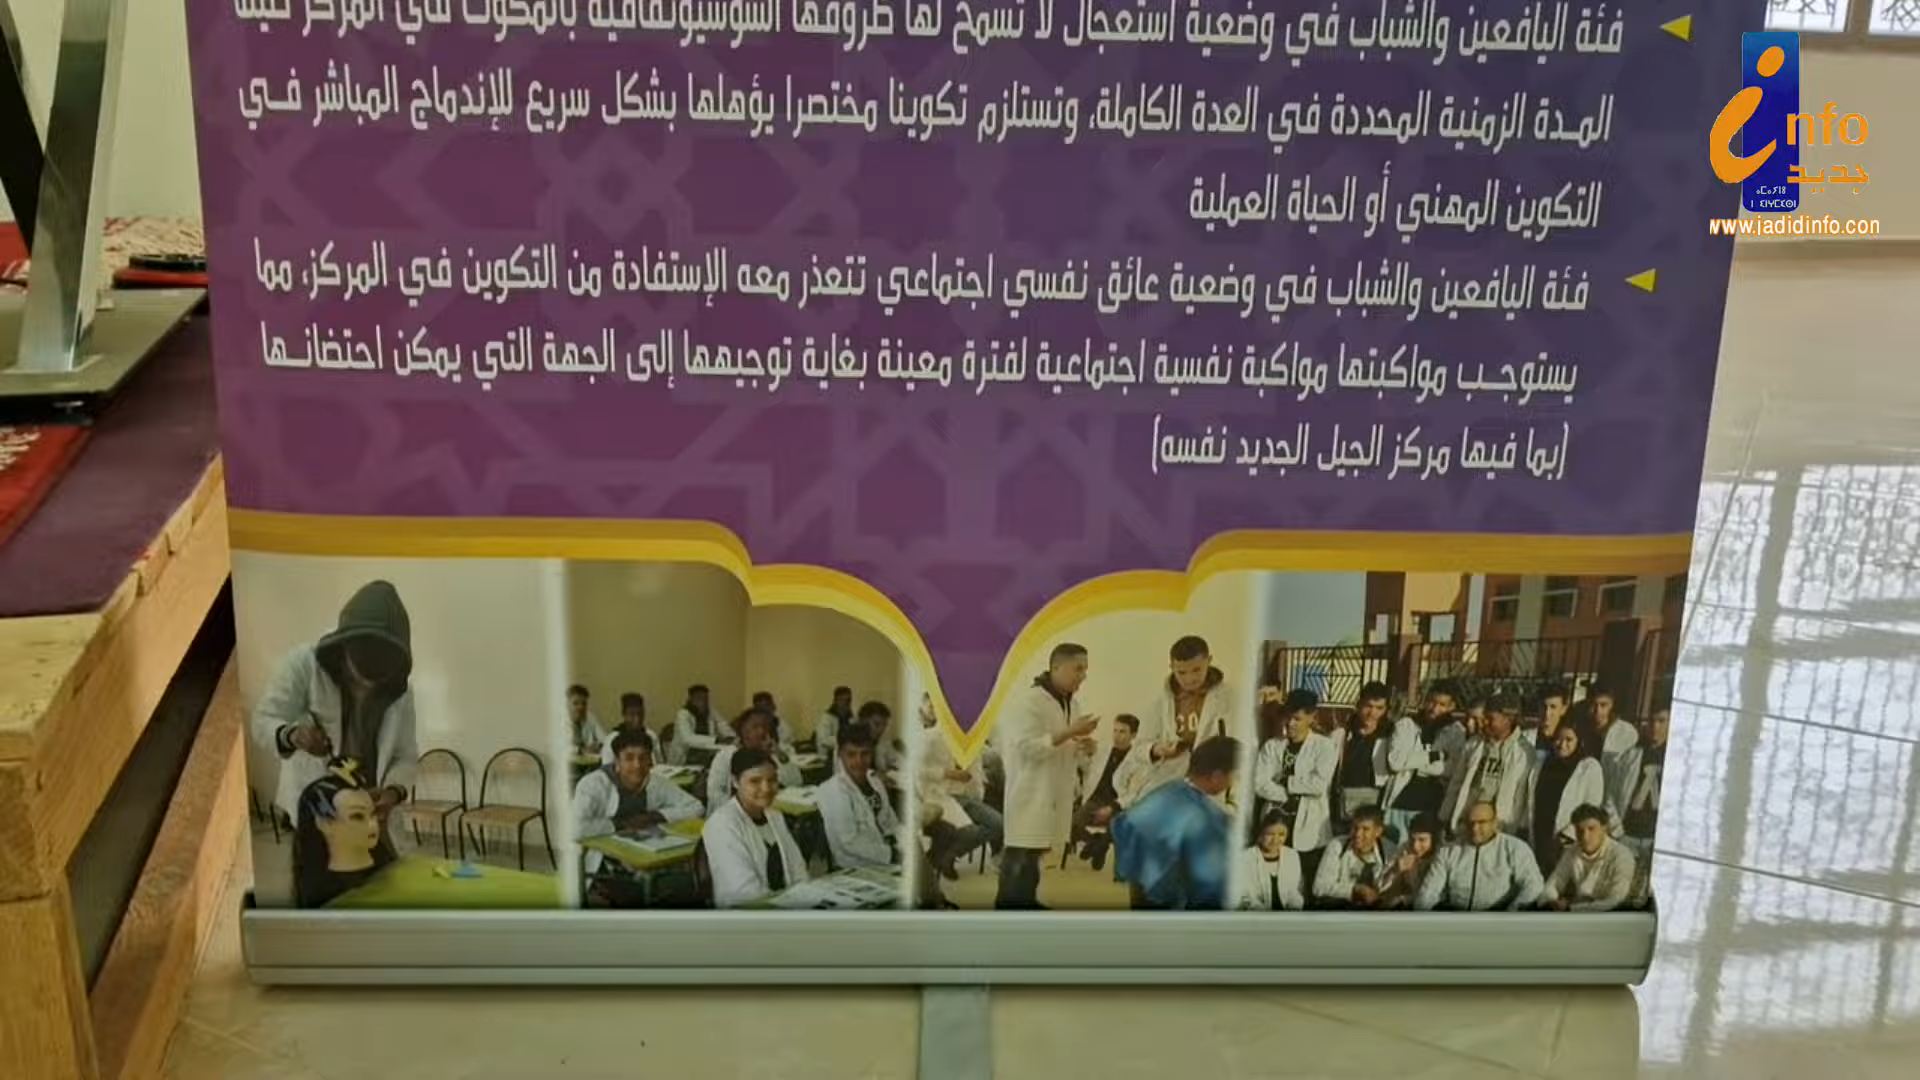 فئة اليافعين والشباب في وضعية استعجال لا تسمح لها ظروفها السوسيوثقافية بالمكوث في المركز
المـدة الزمنية المحددة في العدة الكاملة، وتستلزم تكوينا مختصرا يؤهلها بشكل سريع للإندماج المباشر فـي
التكوين المهني أو الحياة العملية
فئة اليافعين والشباب في وضعية عائق نفسي اجتماعي تتعذر معه الإستفادة من التكوين في المركز، مما
يستوجـب مواكبتها مواكبة نفسية اجتماعية لفترة معينة بغاية توجيهها إلى الجهة التي يمكن احتضانـها
(بما فيها مركز الجيل الجديد نفسه)
info
جديد
www.jadidinfo.con